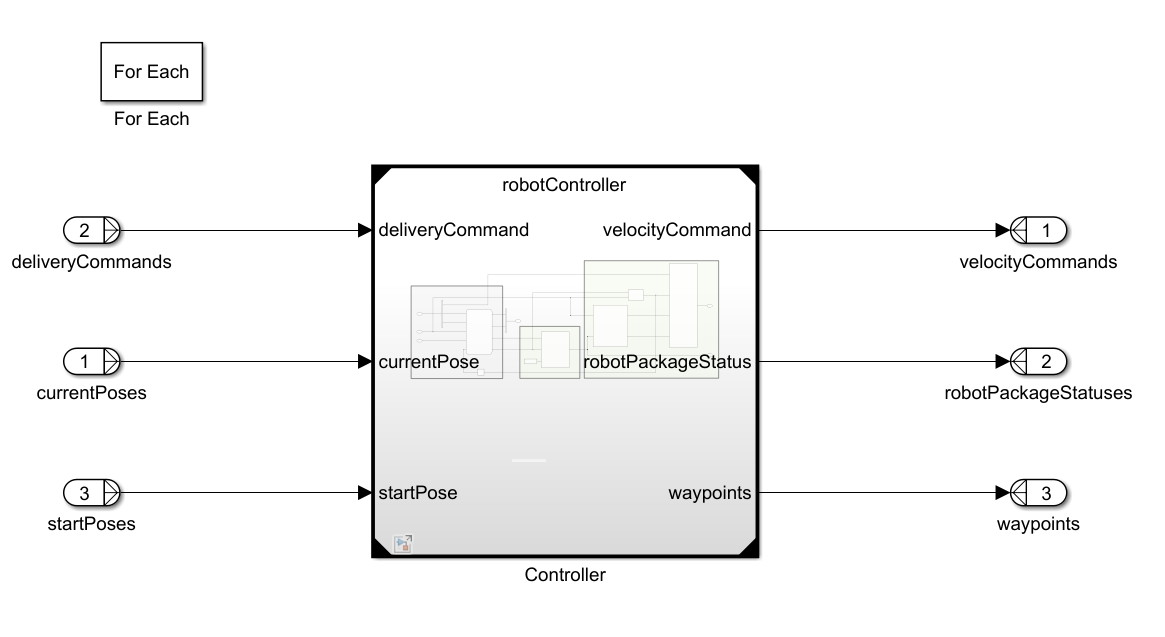 For Each
For Each
robotController
2
deliveryCommands
deliveryCommand
velocityCommand
1
velocityCommands
1
currentPoses
currentPose
robotPackageStatus
2
robotPackageStatuses
3
startPoses
startPose
waypoints
3
waypoints
Controller